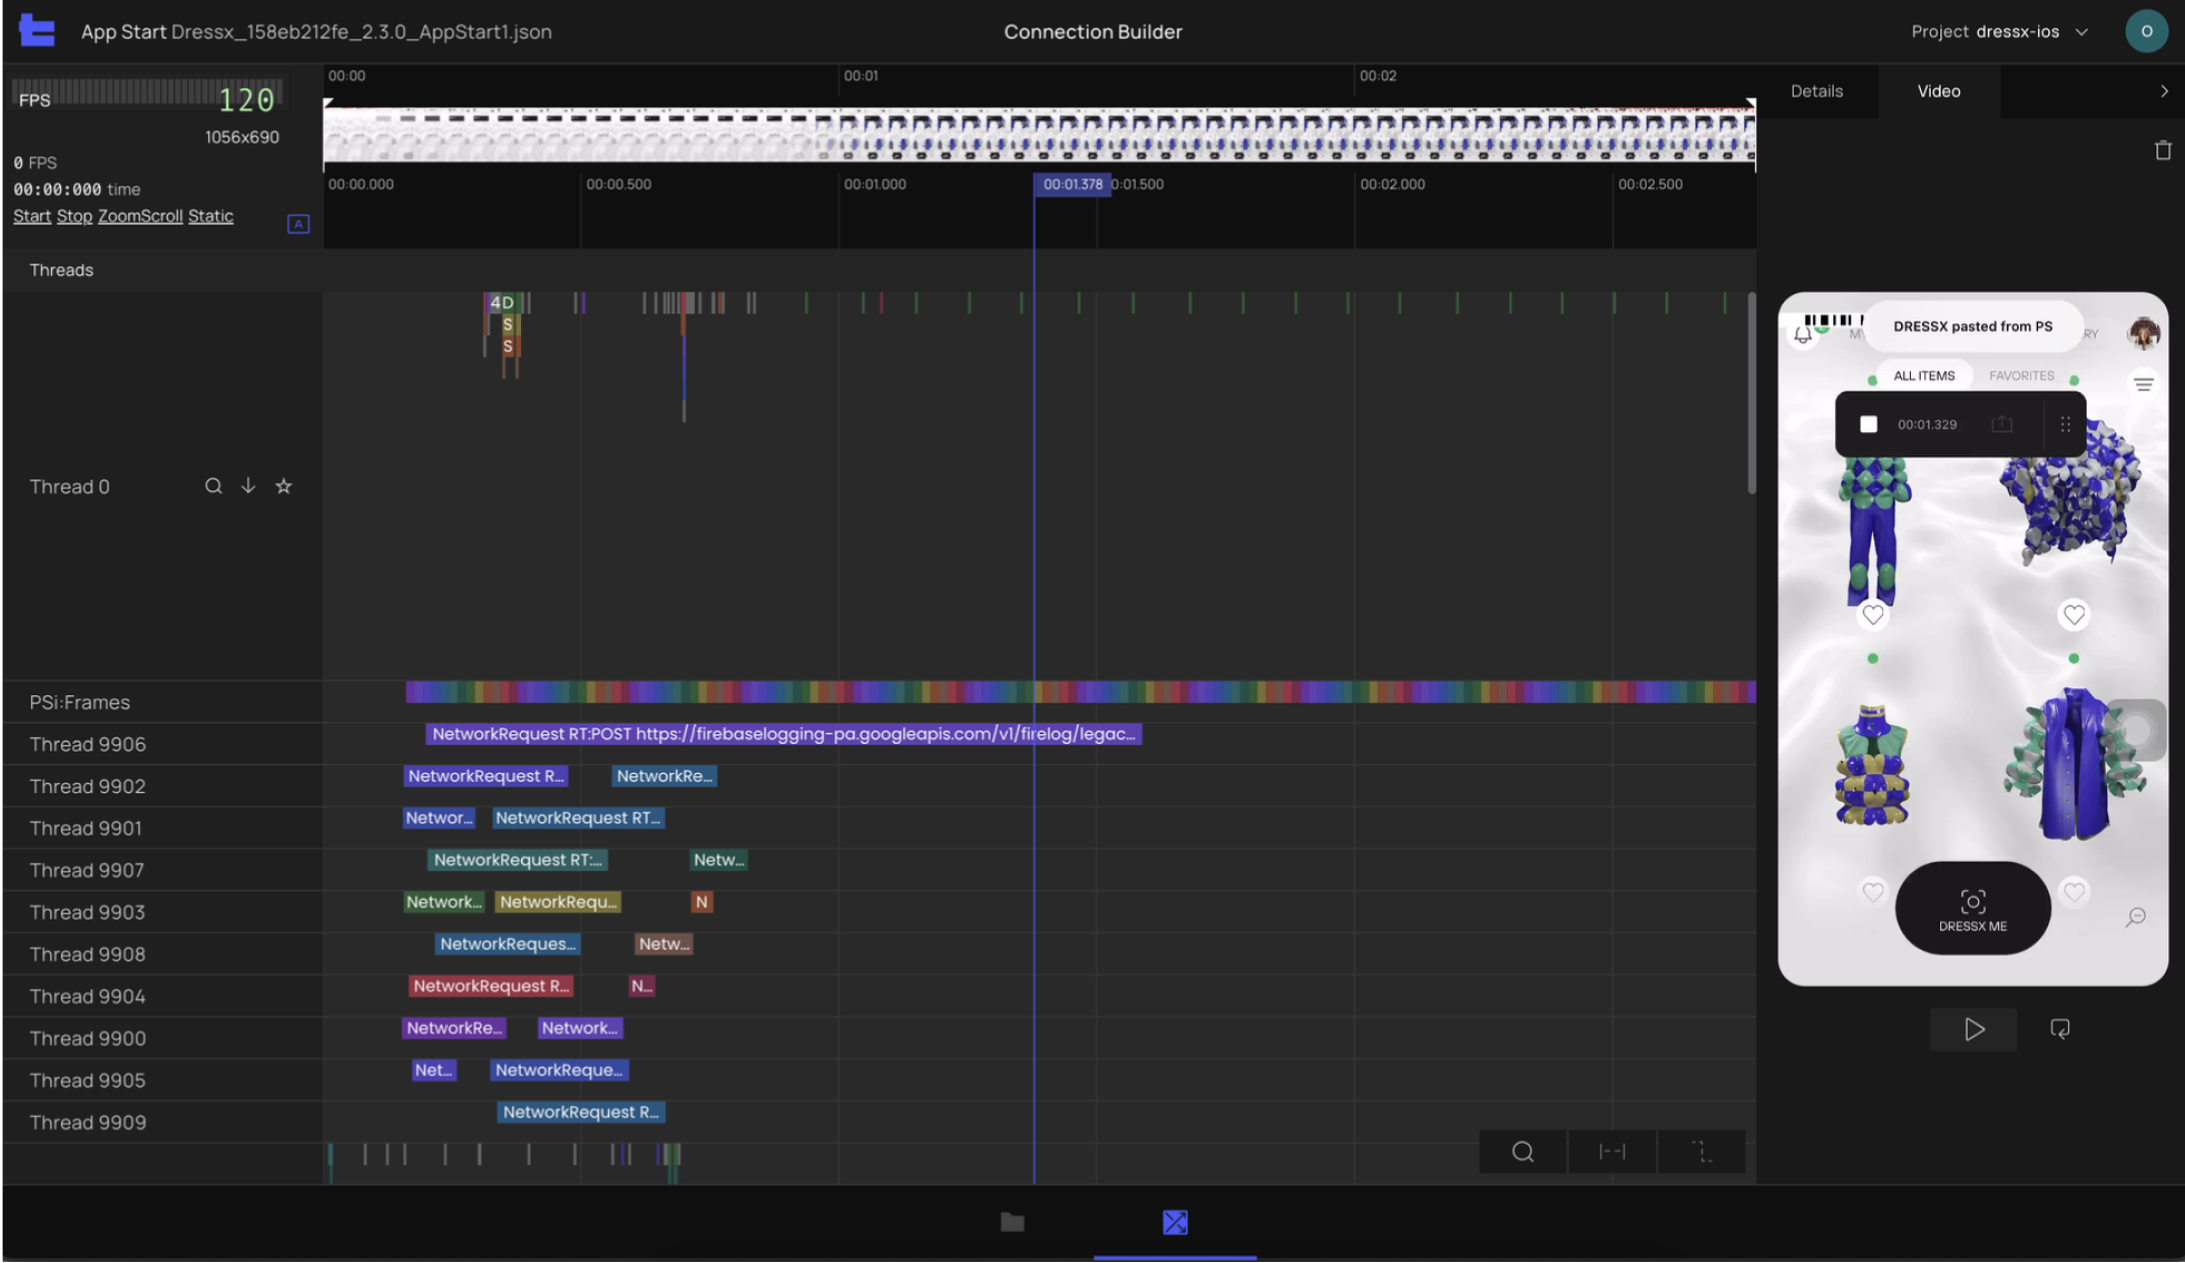 App Start Dressx_158eb212fe_2.3.0_AppStart1.json
Connection Builder
Project dressx-ios
O
FPS 120
1056x690
0 FPS
00:00:000 time
Start Stop ZoomScroll Static
A
00:00 00:01 00:02
00:00.000 00:00.500 00:01.000 00:01.378 0:01.500 00:02.000 00:02.500
Details Video
Threads
4 D
S
S
Thread 0
PSi:Frames
Thread 9906
NetworkRequest RT:POST https://firebaselogging-pa.googleapis.com/v1/firelog/legac...
Thread 9902
NetworkRequest R... NetworkRe...
Thread 9901
Networ... NetworkRequest RT...
Thread 9907
NetworkRequest RT:... Netw...
Thread 9903
Network... NetworkRequ... N
Thread 9908
NetworkReques... Netw...
Thread 9904
NetworkRequest R... N...
Thread 9900
NetworkRe... Network...
Thread 9905
Net... NetworkReque...
Thread 9909
NetworkRequest R...
DRESSX pasted from PS
MY RY
ALL ITEMS FAVORITES
00:01.329
DRESSX ME